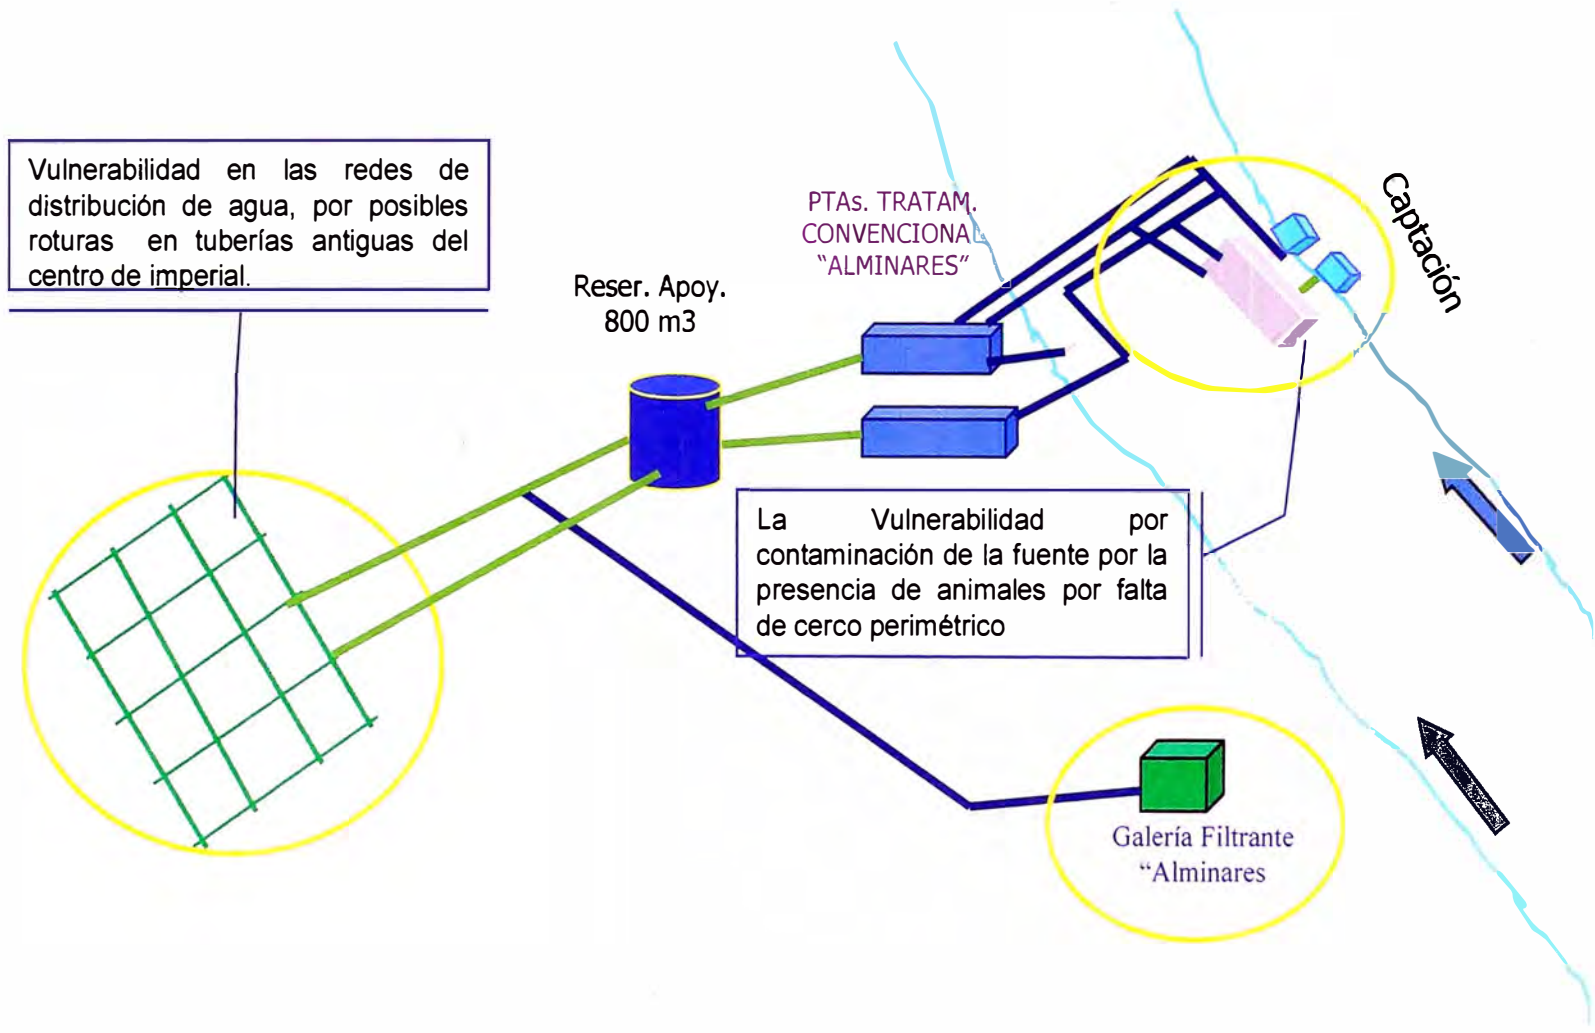 Vulnerabilidad en las redes de
distribución de agua, por posibles
roturas en tuberías antiguas del
centro de imperial.
Reser. Apoy.
800 m3
PTAs. TRATAM.
CONVENCIONAL
“ALMINARES”
Captación
La Vulnerabilidad por
contaminación de la fuente por la
presencia de animales por falta
de cerco perimétrico
Galería Filtrante
“Alminares